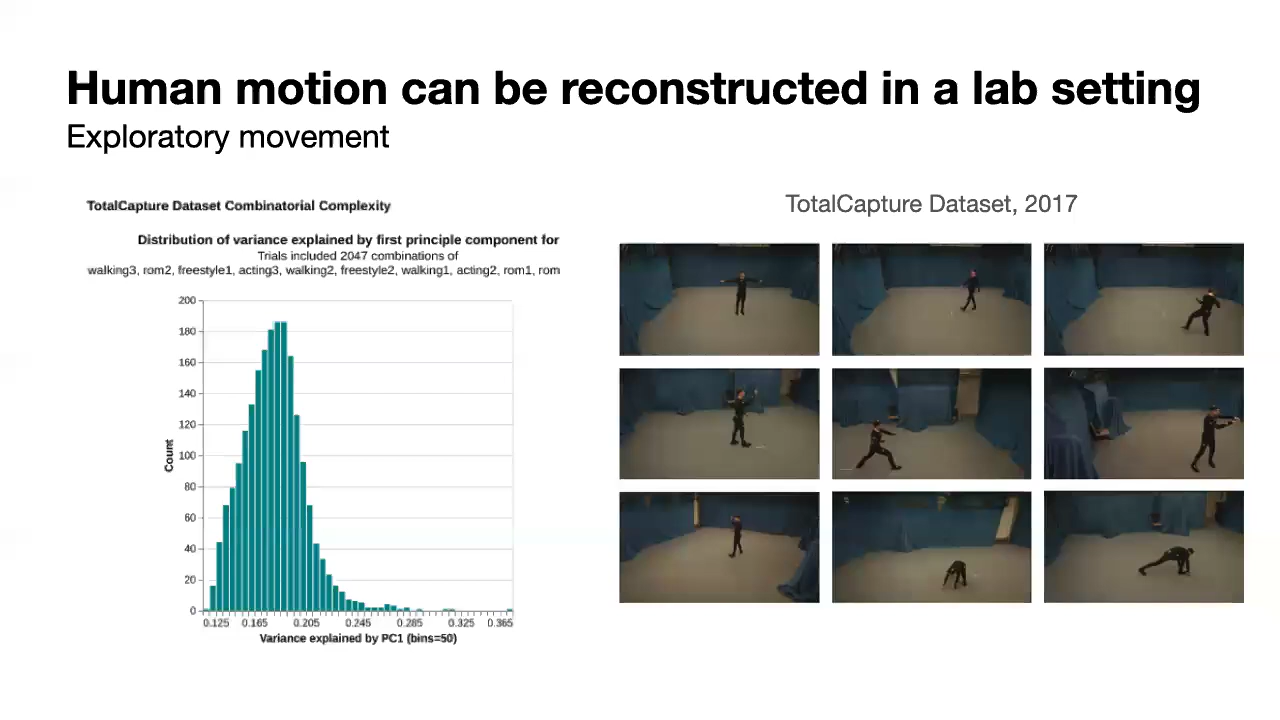 Human motion can be reconstructed in a lab setting
Exploratory movement
TotalCapture Dataset Combinatorial Complexity
Distribution of variance explained by first principle component for
Trials included 2047 combinations of
walking3, rom2, freestyle1, acting3, walking2, freestyle2, walking1, acting2, rom1, rom
200
180
160
140
120
100
80
60
40
20
0
Count
0.125 0.165 0.205 0.245 0.285 0.325 0.365
Variance explained by PC1 (bins=50)
TotalCapture Dataset, 2017